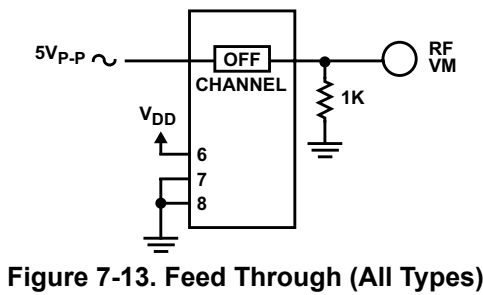 5VP-P
OFF
CHANNEL
RF
VM
1K
VDD
6
7
8
Figure 7-13. Feed Through (All Types)